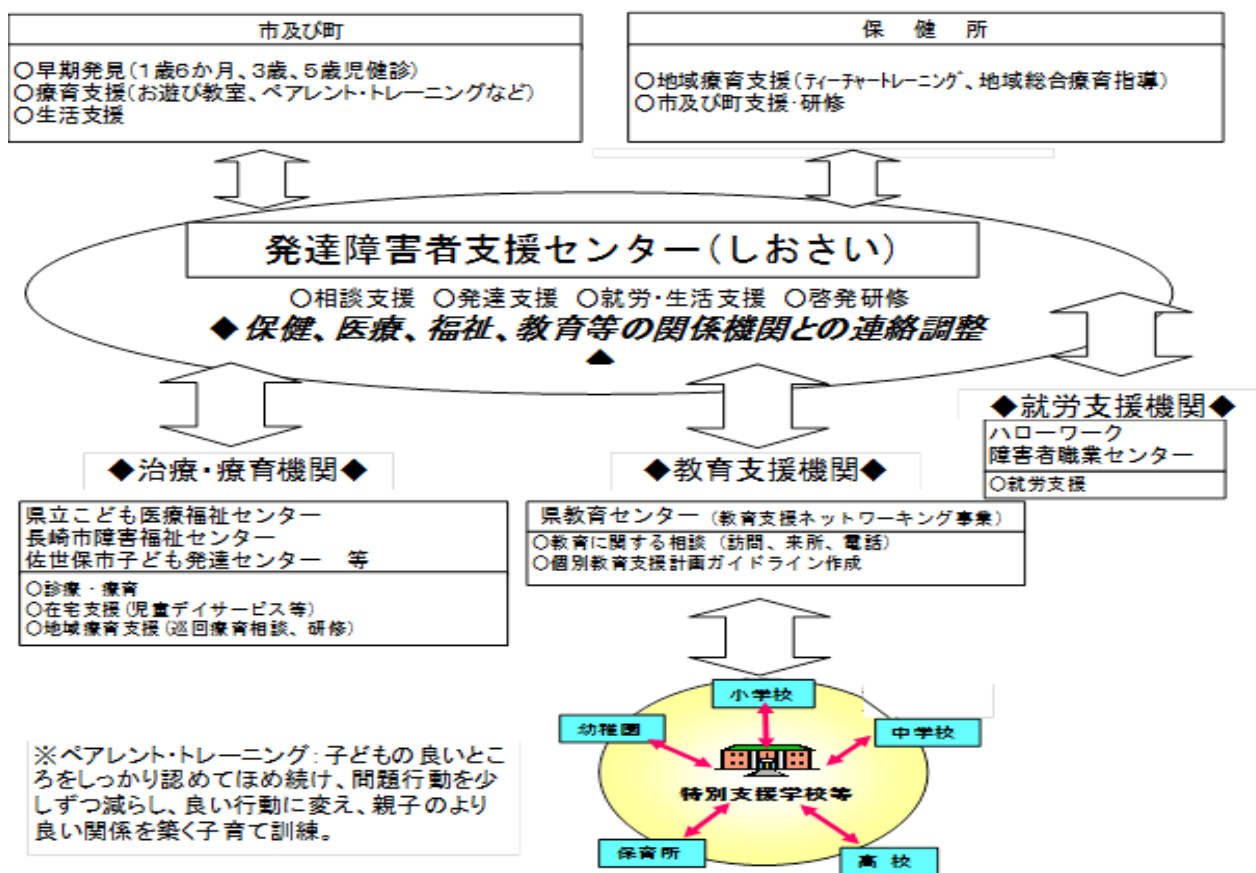 市及び町
○早期発見(1歳6か月、3歳、5歳児健診)
○療育支援(お遊び教室、ペアレント・トレーニングなど)
○生活支援
保 健 所
○地域療育支援(ティーチャートレーニング、地域総合療育指導)
○市及び町支援・研修
発達障害者支援センター(しおさい)
○相談支援 ○発達支援 ○就労・生活支援 ○啓発研修
◆保健、医療、福祉、教育等の関係機関との連絡調整
◆
◆就労支援機関◆
ハローワーク
障害者職業センター
○就労支援
◆治療・療育機関◆
県立こども医療福祉センター
長崎市障害福祉センター
佐世保市子ども発達センター 等
○診療・療育
○在宅支援(児童デイサービス等)
○地域療育支援(巡回療育相談、研修)
◆教育支援機関◆
県教育センター (教育支援ネットワーキング事業)
○教育に関する相談 (訪問、来所、電話)
○個別教育支援計画ガイドライン作成
小学校
幼稚園
中学校
特別支援学校等
保育所
高 校
※ペアレント・トレーニング:子どもの良いとこ
ろをしっかり認めてほめ続け、問題行動を少
しずつ減らし、良い行動に変え、親子のより
良い関係を築く子育て訓練。